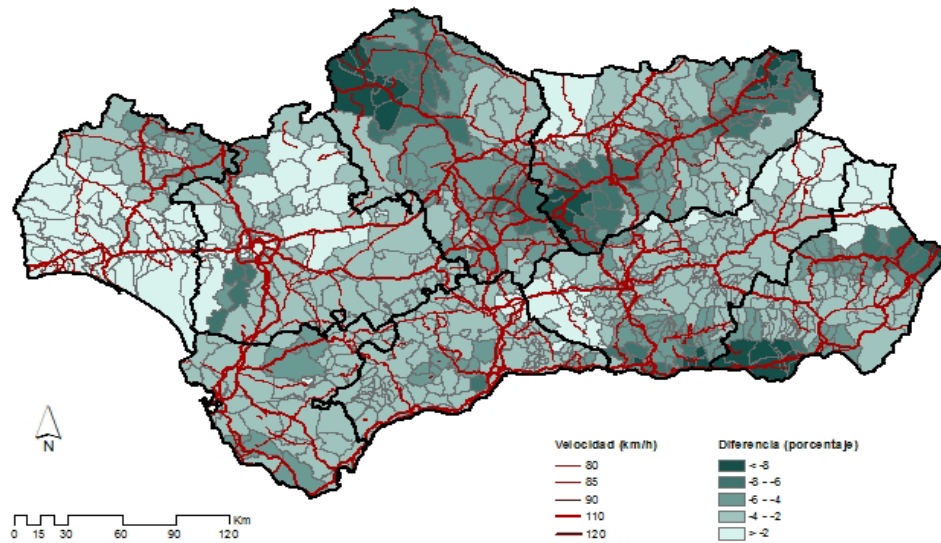 N
Km
0 15 30 60 90 120
Velocidad (km/h)
80
85
90
110
120
Diferencia (porcentaje)
< -8
-8 - -6
-6 - -4
-4 - -2
> -2